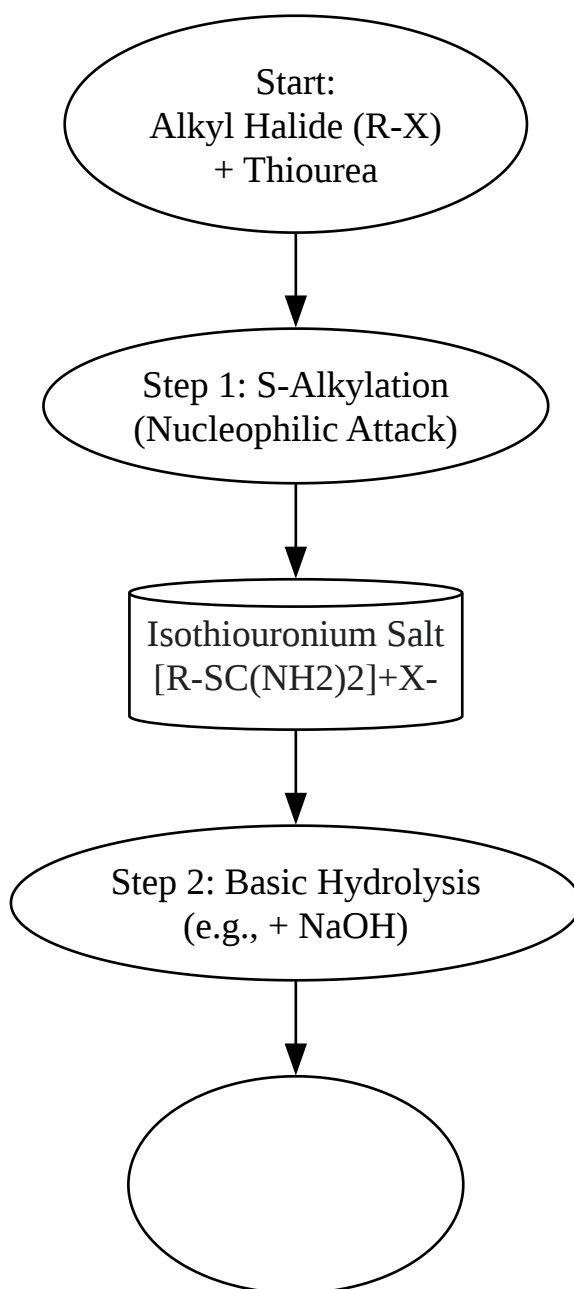 Start:
Alkyl Halide (R-X)
+ Thiourea
Step 1: S-Alkylation
(Nucleophilic Attack)
Isothiouronium Salt
[R-SC(NH2)2]+X-
Step 2: Basic Hydrolysis
(e.g., + NaOH)